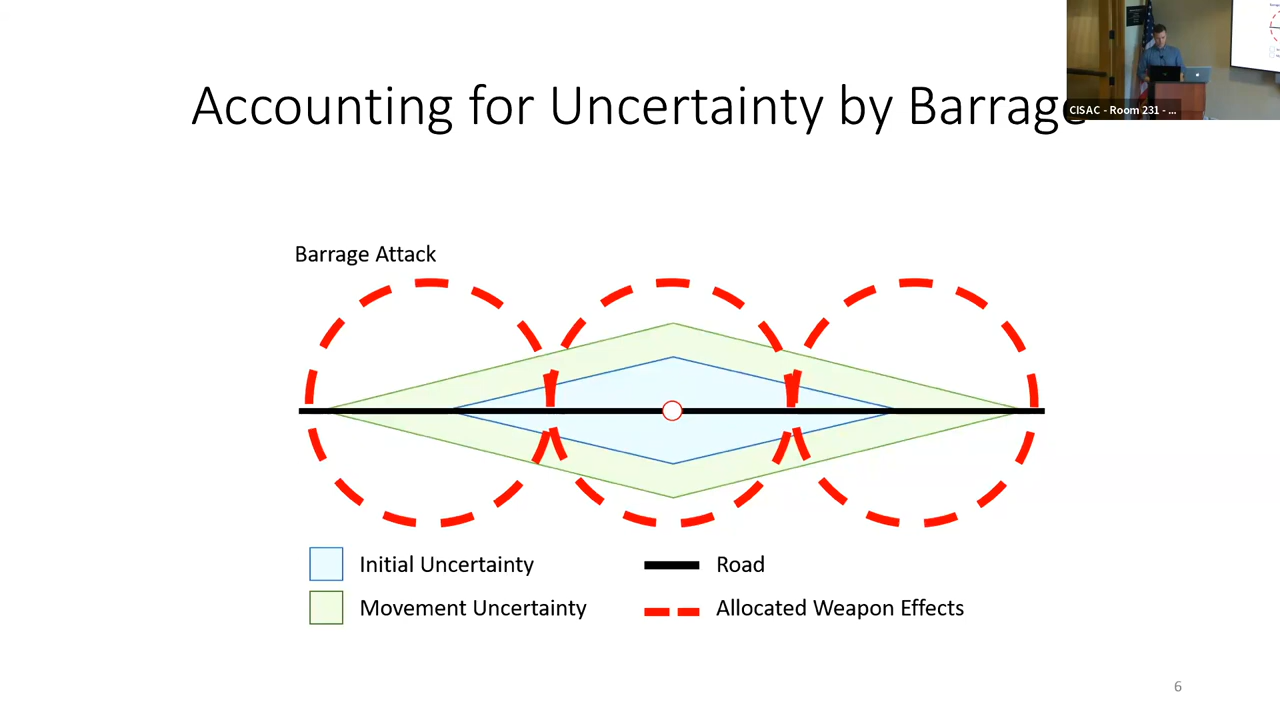 Accounting for Uncertainty by Barrage
CISAC - Room 231 - ...
Barrage Attack
Initial Uncertainty
Road
Movement Uncertainty
Allocated Weapon Effects
6